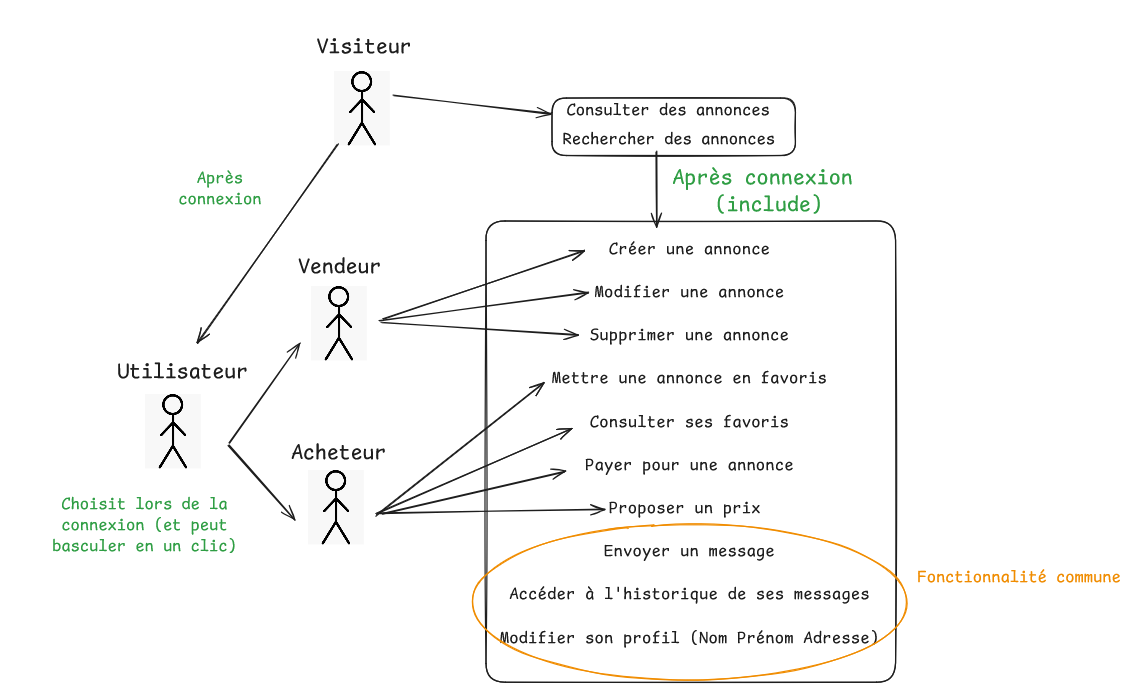 Visiteur
Consulter des annonces
Rechercher des annonces
Après
connexion
Après connexion
(include)
Créer une annonce
Vendeur
Modifier une annonce
Supprimer une annonce
Utilisateur
Mettre une annonce en favoris
Consulter ses favoris
Acheteur
Payer pour une annonce
Choisit lors de la
connexion (et peut
basculer en un clic)
Proposer un prix
Envoyer un message
Fonctionnalité commune
Accéder à l'historique de ses messages
Modifier son profil (Nom Prénom Adresse)